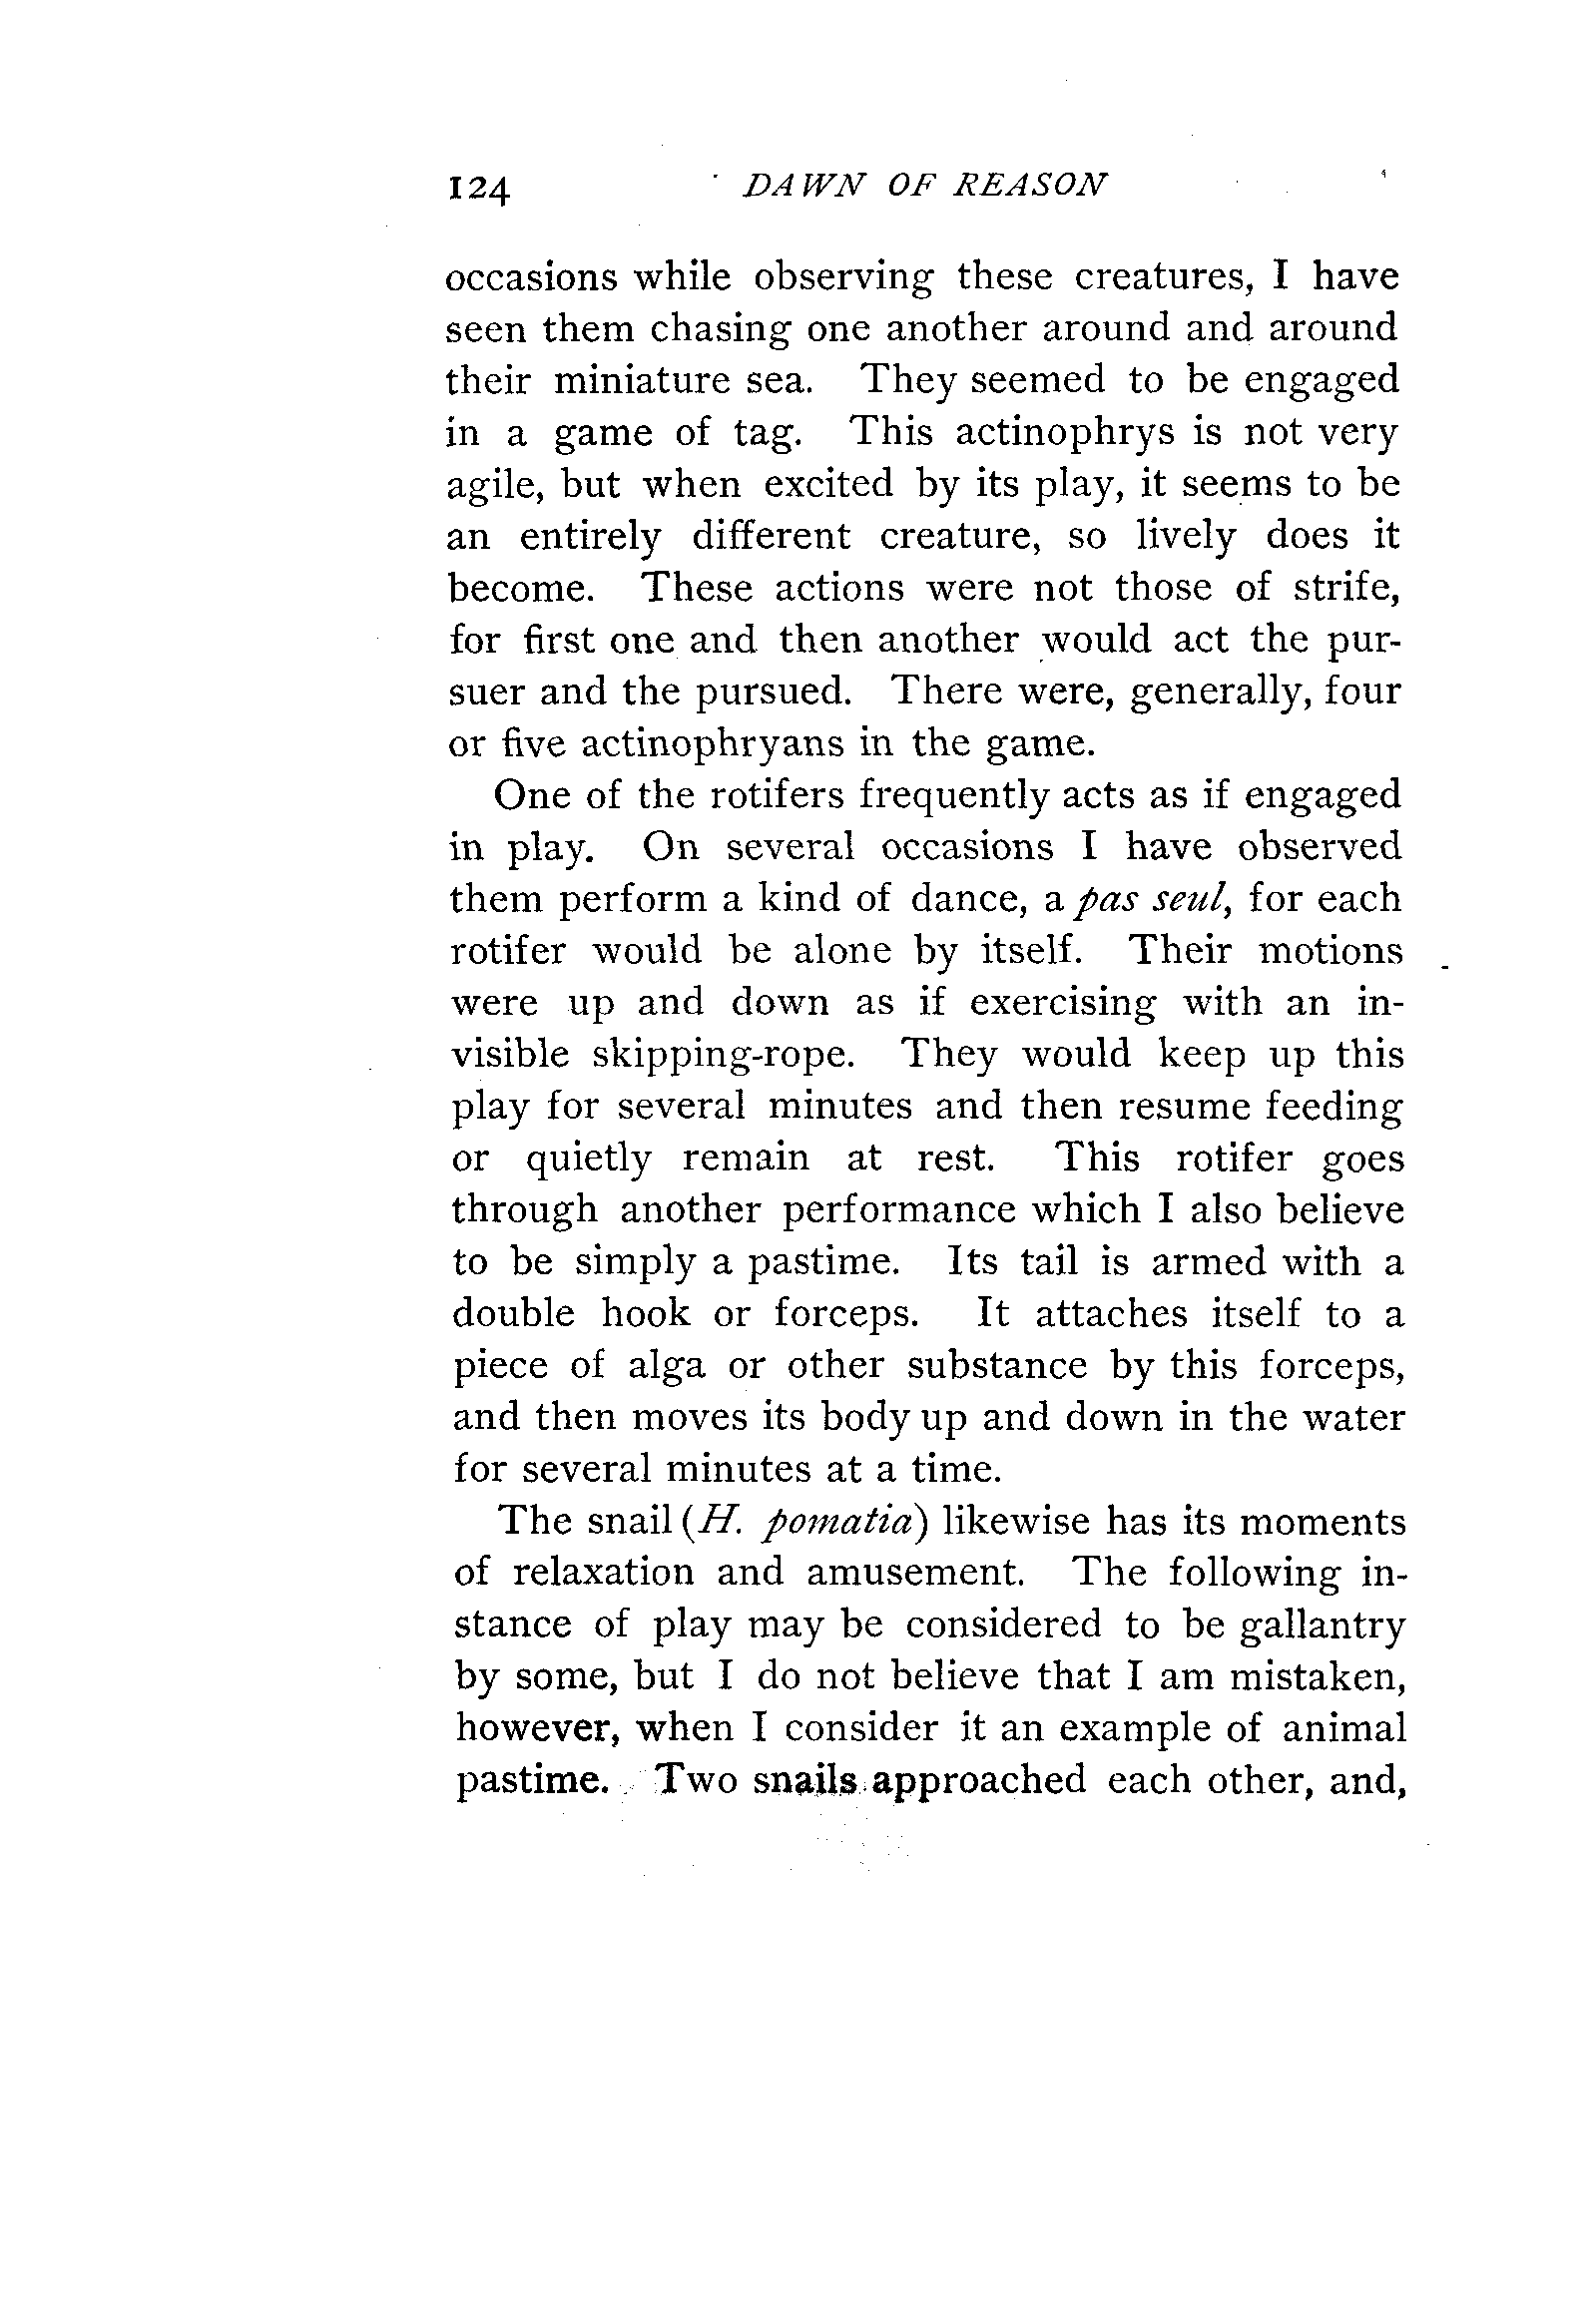 124 DAWN OF REASON
occasions while observing these creatures, I have
seen them chasing one another around and around
their miniature sea. They seemed to be engaged
in a game of tag. This actinophrys is not very
agile, but when excited by its play, it seems to be
an entirely different creature, so lively does it
become. These actions were not those of strife,
for first one and then another would act the pur-
suer and the pursued. There were, generally, four
or five actinophryans in the game.
One of the rotifers frequently acts as if engaged
in play. On several occasions I have observed
them perform a kind of dance, a pas seul, for each
rotifer would be alone by itself. Their motions
were up and down as if exercising with an in-
visible skipping-rope. They would keep up this
play for several minutes and then resume feeding
or quietly remain at rest. This rotifer goes
through another performance which I also believe
to be simply a pastime. Its tail is armed with a
double hook or forceps. It attaches itself to a
piece of alga or other substance by this forceps,
and then moves its body up and down in the water
for several minutes at a time.
The snail (H. pomatia) likewise has its moments
of relaxation and amusement. The following in-
stance of play may be considered to be gallantry
by some, but I do not believe that I am mistaken,
however, when I consider it an example of animal
pastime. Two snails approached each other, and,